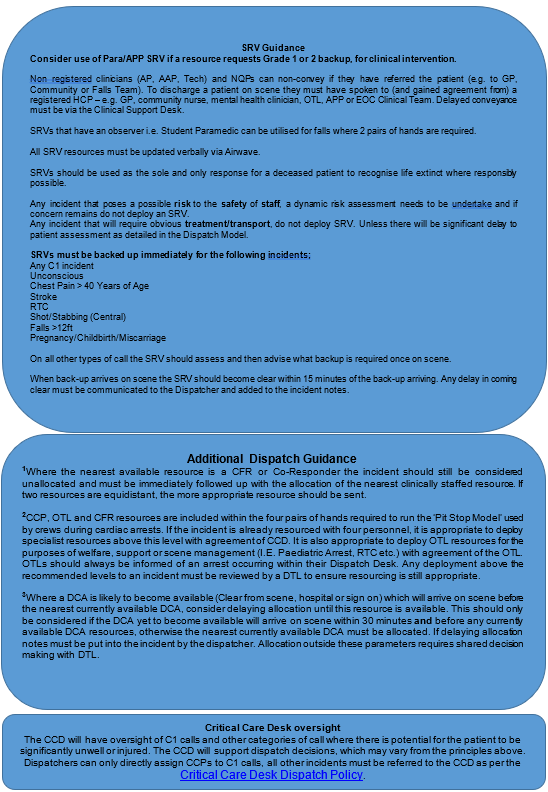 SRV Guidance
Consider use of Para/APP SRV if a resource requests Grade 1 or 2 backup, for clinical intervention.
Non registered clinicians (AP, AAP, Tech) and NQPs can non-convey if they have referred the patient (e.g. to GP,
Community or Falls Team). To discharge a patient on scene they must have spoken to (and gained agreement from) a
registered HCP – e.g. GP, community nurse, mental health clinician, OTL, APP or EOC Clinical Team. Delayed conveyance
must be via the Clinical Support Desk.
SRVs that have an observer i.e. Student Paramedic can be utilised for falls where 2 pairs of hands are required.
All SRV resources must be updated verbally via Airwave.
SRVs should be used as the sole and only response for a deceased patient to recognise life extinct where responsibly
possible.
Any incident that poses a possible risk to the safety of staff, a dynamic risk assessment needs to be undertake and if
concern remains do not deploy an SRV.
Any incident that will require obvious treatment/transport, do not deploy SRV. Unless there will be significant delay to
patient assessment as detailed in the Dispatch Model.
SRVs must be backed up immediately for the following incidents;
Any C1 incident
Unconscious
Chest Pain > 40 Years of Age
Stroke
RTC
Shot/Stabbing (Central)
Falls >12ft
Pregnancy/Childbirth/Miscarriage
On all other types of call the SRV should assess and then advise what backup is required once on scene.
When back-up arrives on scene the SRV should become clear within 15 minutes of the back-up arriving. Any delay in coming
clear must be communicated to the Dispatcher and added to the incident notes.
Additional Dispatch Guidance
¹Where the nearest available resource is a CFR or Co-Responder the incident should still be considered
unallocated and must be immediately followed up with the allocation of the nearest clinically staffed resource. If
two resources are equidistant, the more appropriate resource should be sent.
²CCP, OTL and CFR resources are included within the four pairs of hands required to run the 'Pit Stop Model' used
by crews during cardiac arrests. If the incident is already resourced with four personnel, it is appropriate to deploy
specialist resources above this level with agreement of CCD. It is also appropriate to deploy OTL resources for the
purposes of welfare, support or scene management (I.E. Paediatric Arrest, RTC etc.) with agreement of the OTL.
OTLs should always be informed of an arrest occurring within their Dispatch Desk. Any deployment above the
recommended levels to an incident must be reviewed by a DTL to ensure resourcing is still appropriate.
³Where a DCA is likely to become available (Clear from scene, hospital or sign on) which will arrive on scene before
the nearest currently available DCA, consider delaying allocation until this resource is available. This should only
be considered if the DCA yet to become available will arrive on scene within 30 minutes and before any currently
available DCA resources, otherwise the nearest currently available DCA must be allocated. If delaying allocation
notes must be put into the incident by the dispatcher. Allocation outside these parameters requires shared decision
making with DTL.
Critical Care Desk oversight
The CCD will have oversight of C1 calls and other categories of call where there is potential for the patient to be
significantly unwell or injured. The CCD will support dispatch decisions, which may vary from the principles above.
Dispatchers can only directly assign CCPs to C1 calls, all other incidents must be referred to the CCD as per the
Critical Care Desk Dispatch Policy.